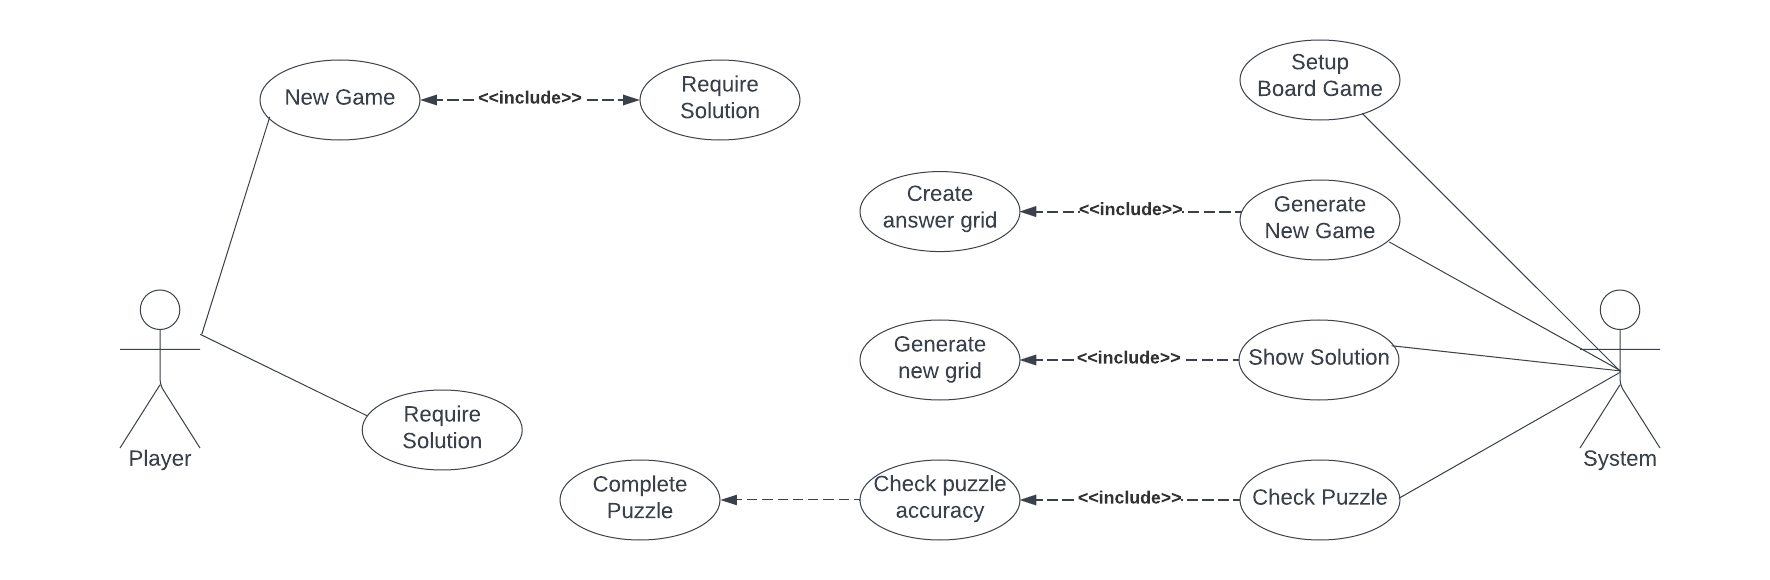 Setup
Board Game
New Game
<<include>>
Require
Solution
Create
answer grid
<<include>>
Generate
New Game
Generate
new grid
<<include>>
Show Solution
Require
Solution
Player
System
Complete
Puzzle
Check puzzle
accuracy
<<include>>
Check Puzzle